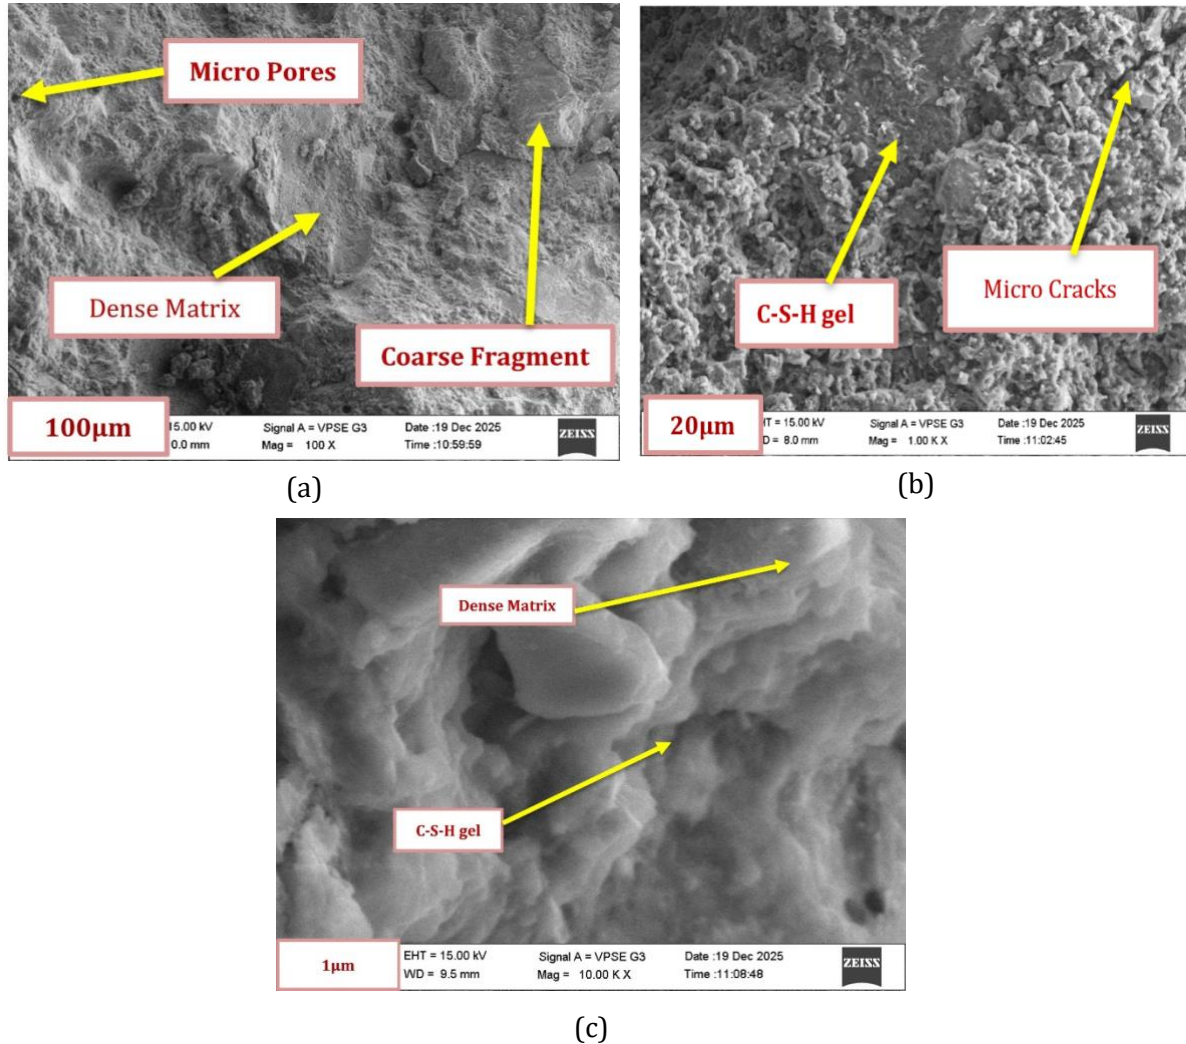 Micro Pores
Dense Matrix
Coarse Fragment
100μm
15.00 kV Signal A = VPSE G3 Date :19 Dec 2025
0.0 mm Mag = 100 X Time :10:59:59
ZEISS
(a)
C-S-H gel
Micro Cracks
20μm
HT = 15.00 kV Signal A = VPSE G3 Date :19 Dec 2025
D = 8.0 mm Mag = 1.00 K X Time :11:02:45
ZEISS
(b)
Dense Matrix
C-S-H gel
1μm
EHT = 15.00 kV Signal A = VPSE G3 Date :19 Dec 2025
WD = 9.5 mm Mag = 10.00 K X Time :11:08:48
ZEISS
(c)